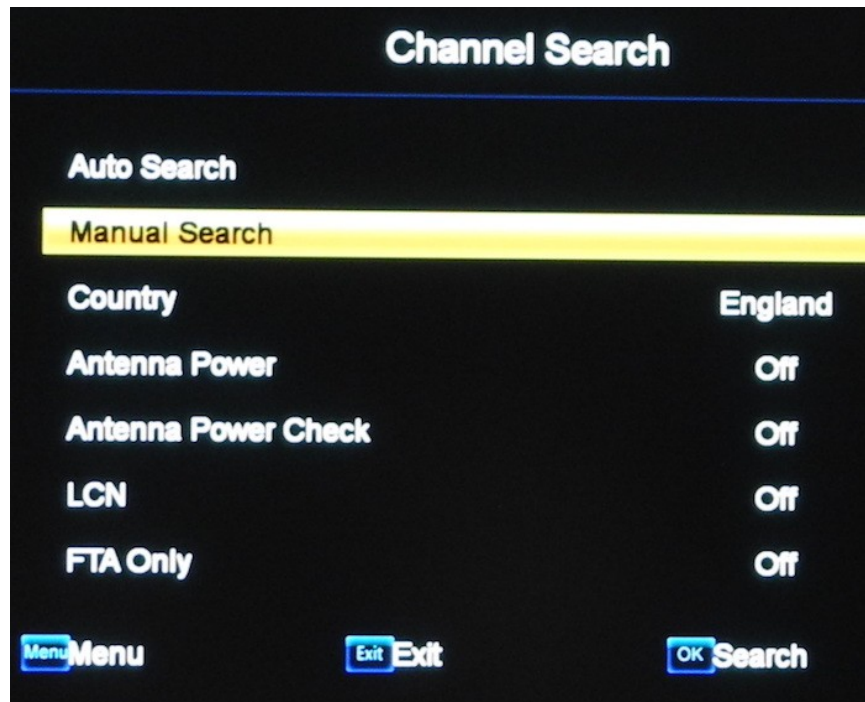 Channel Search
Auto Search
Manual Search
Country England
Antenna Power Off
Antenna Power Check Off
LCN Off
FTA Only Off
Menu Menu Exit Exit OK Search